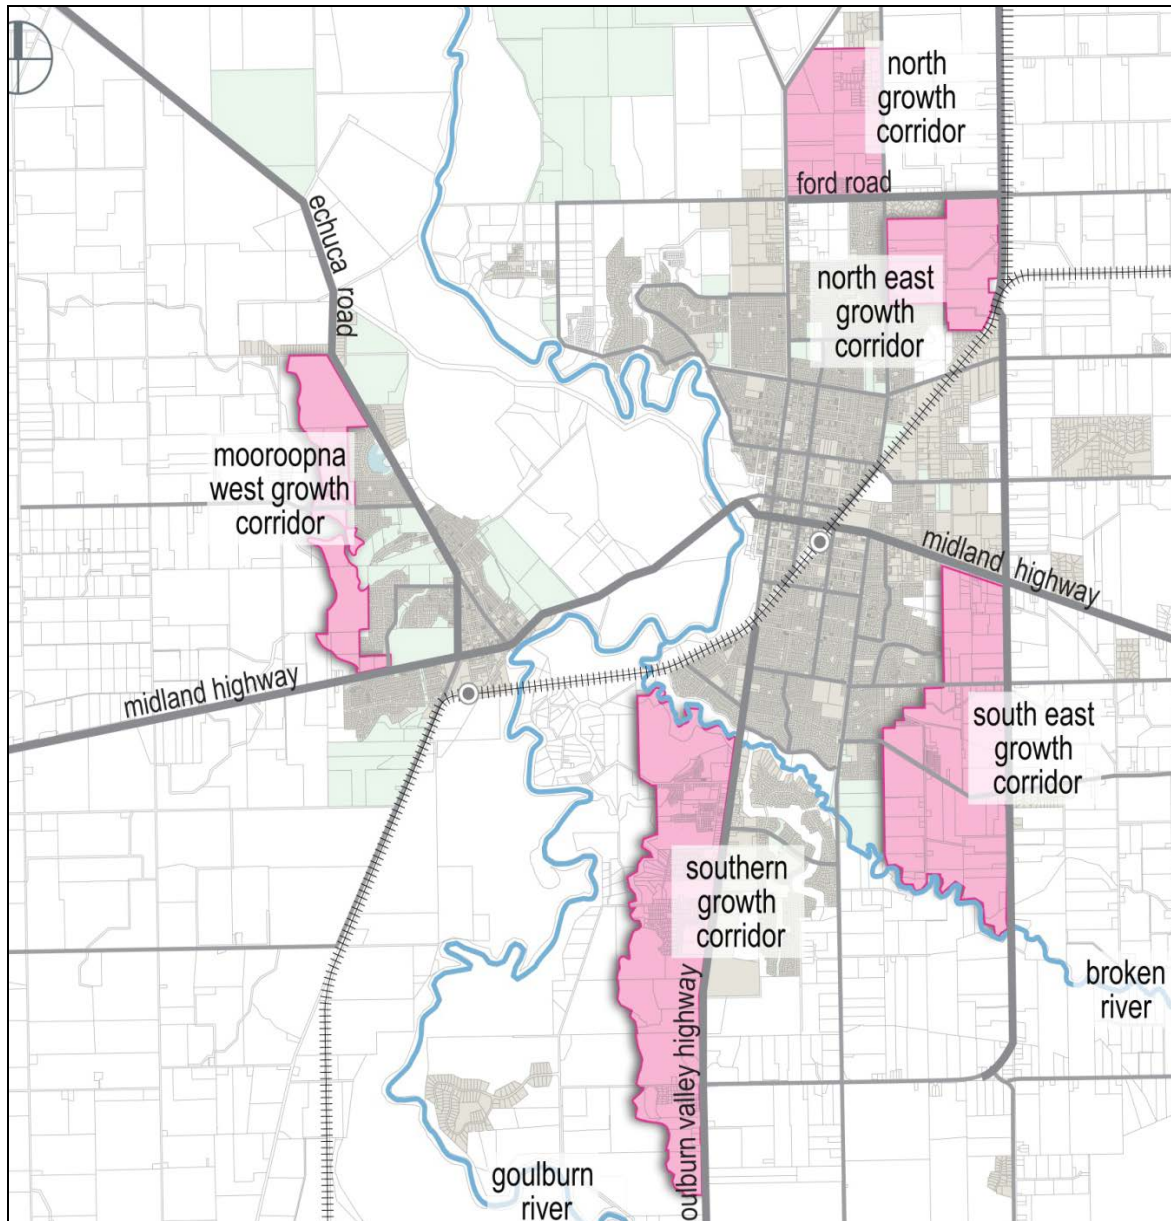 north
growth
corridor
ford road
echuca road
north east
growth
corridor
mooroopna
west growth
corridor
midland highway
midland highway
south east
growth
corridor
southern
growth
corridor
oulburn valley highway
broken
river
goulburn
river